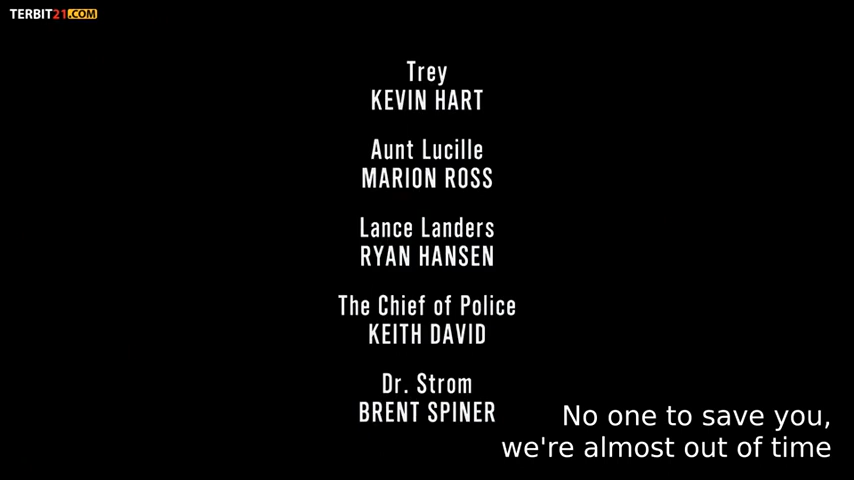 TERBIT21.COM
Trey
KEVIN HART
Aunt Lucille
MARION ROSS
Lance Landers
RYAN HANSEN
The Chief of Police
KEITH DAVID
Dr. Strom
BRENT SPINER
No one to save you,
we're almost out of time